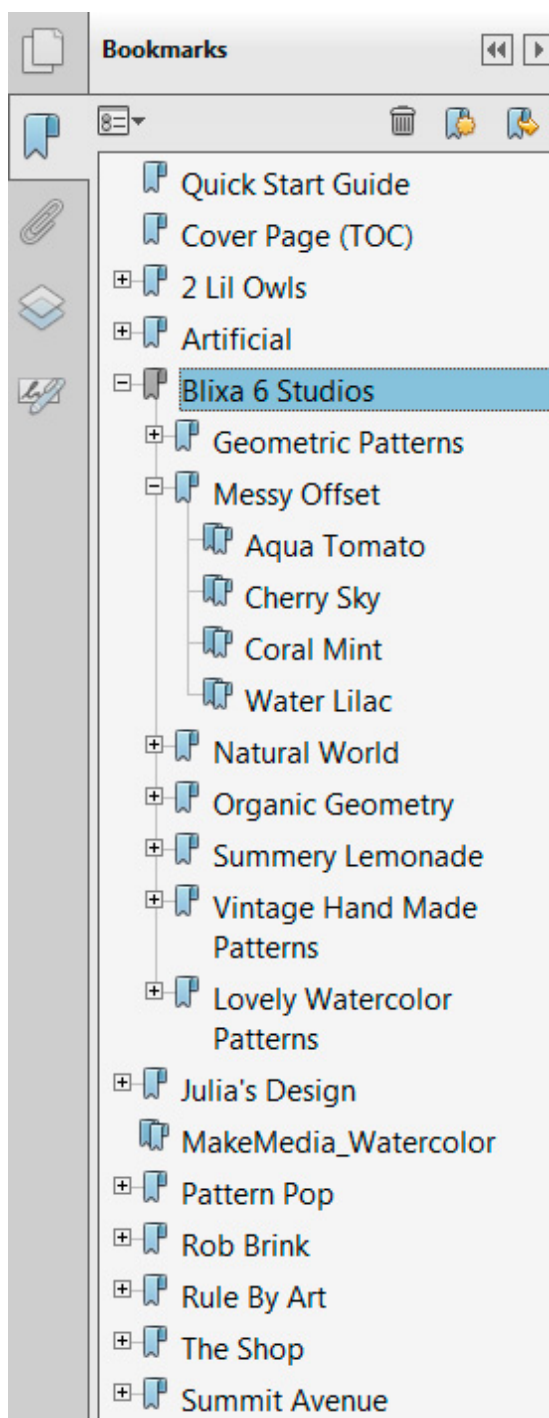 Bookmarks
Quick Start Guide
Cover Page (TOC)
2 Lil Owls
Artificial
Blixa 6 Studios
Geometric Patterns
Messy Offset
Aqua Tomato
Cherry Sky
Coral Mint
Water Lilac
Natural World
Organic Geometry
Summery Lemonade
Vintage Hand Made
Patterns
Lovely Watercolor
Patterns
Julia's Design
MakeMedia_Watercolor
Pattern Pop
Rob Brink
Rule By Art
The Shop
Summit Avenue